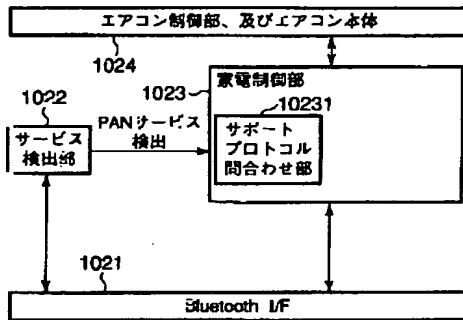 エアコン制御部、及びエアコン本体
1024
1023
家電制御部
10231
サポート
プロトコル
問合わせ部
1022
サービス
検出部
PANサービス
検出
1021
Bluetooth I/F